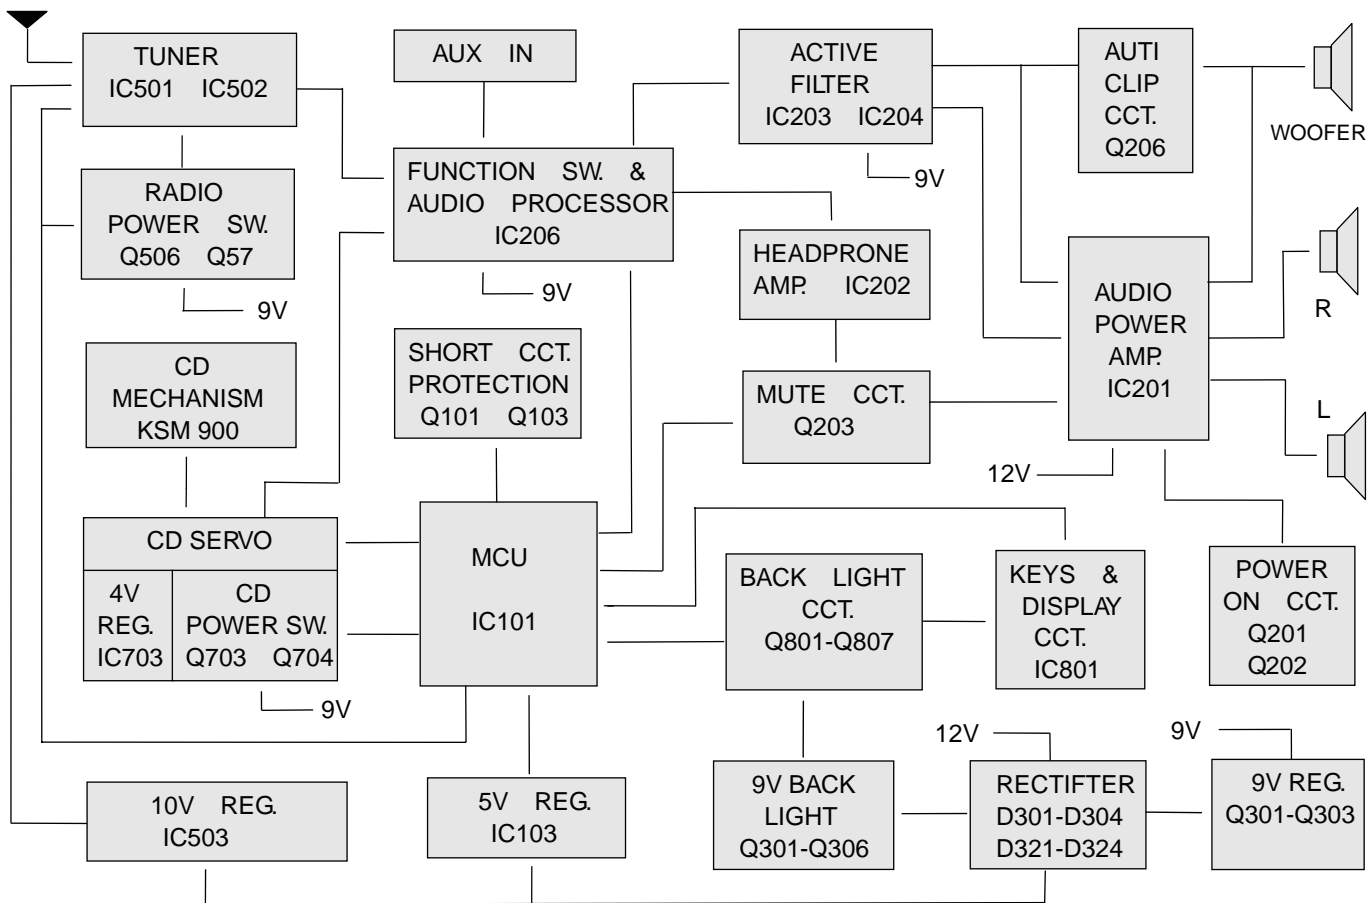 TUNER
IC501 IC502
AUX IN
ACTIVE
FILTER
IC203 IC204
9V
AUTI
CLIP
CCT.
Q206
WOOFER
RADIO
POWER SW.
Q506 Q57
9V
FUNCTION SW. &
AUDIO PROCESSOR
IC206
9V
HEADPRONE
AMP. IC202
AUDIO
POWER
AMP.
IC201
12V
R
L
CD
MECHANISM
KSM 900
SHORT CCT.
PROTECTION
Q101 Q103
MUTE CCT.
Q203
CD SERVO
4V
REG.
IC703
CD
POWER SW.
Q703 Q704
9V
MCU
IC101
BACK LIGHT
CCT.
Q801-Q807
KEYS &
DISPLAY
CCT.
IC801
POWER
ON CCT.
Q201
Q202
10V REG.
IC503
5V REG.
IC103
9V BACK
LIGHT
Q301-Q306
12V
RECTIFTER
D301-D304
D321-D324
9V
9V REG.
Q301-Q303